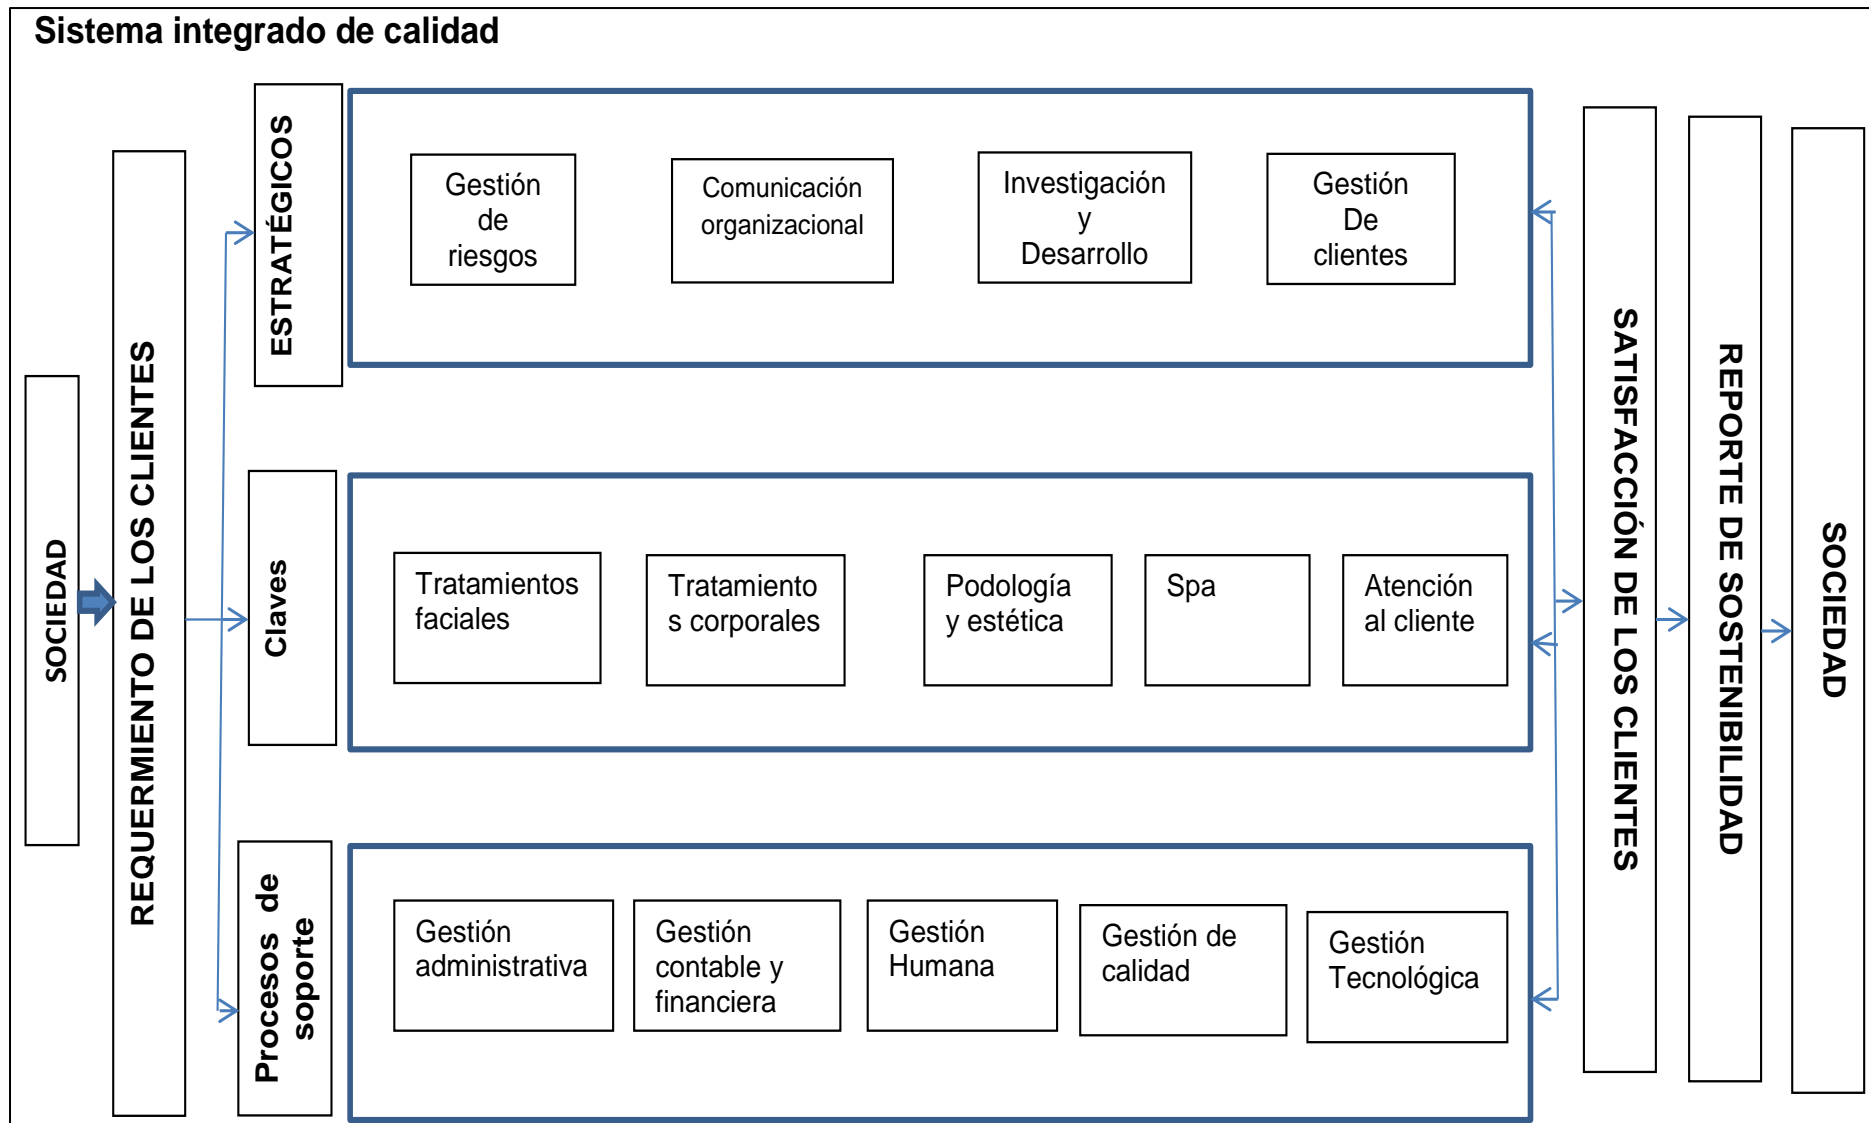 Sistema integrado de calidad
SOCIEDAD
REQUERMIENTO DE LOS CLIENTES
ESTRATÉGICOS
Gestión
de
riesgos
Comunicación
organizacional
Investigación
y
Desarrollo
Gestión
De
clientes
Claves
Tratamientos
faciales
Tratamiento
s corporales
Podología
y estética
Spa
Atención
al cliente
Procesos de
soporte
Gestión
administrativa
Gestión
contable y
financiera
Gestión
Humana
Gestión de
calidad
Gestión
Tecnológica
SATISFACCIÓN DE LOS CLIENTES
REPORTE DE SOSTENIBILIDAD
SOCIEDAD